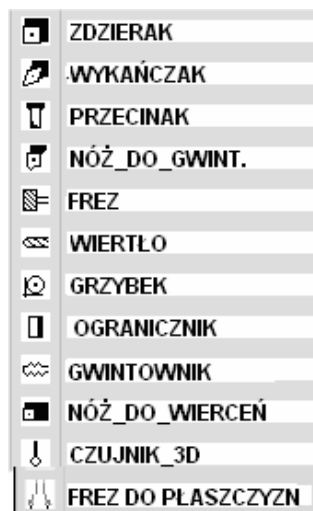 ZDZIERAK
WYKAŃCZAK
PRZECINAK
NÓŻ_DO_GWINT.
FREZ
WIERTŁO
GRZYBEK
OGRANICZNIK
GWINTOWNIK
NÓŻ_DO_WIERCEŃ
CZUJNIK_3D
FREZ DO PŁASZCZYZN